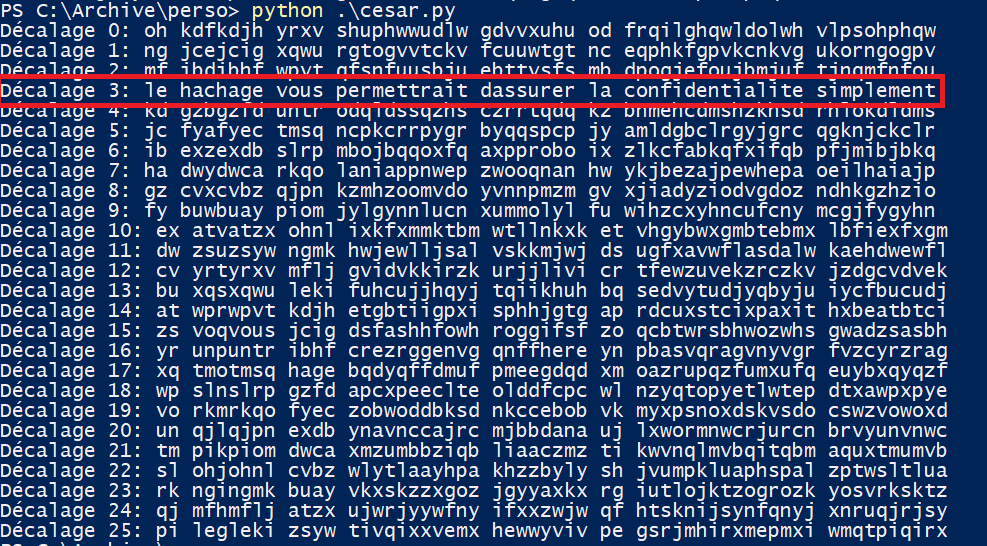 PS C:\Archive\perso> python .\cesar.py
Décalage 0: oh kdfkdjh yrxv shuphwwudlw gdvvxuhu od frqilghqwldolwh vlpsohphqw
Décalage 1: ng jcejcig xqwu rgtogvvtckv fcuuwtgt nc eqphkfgpvkcnkvg ukorngogpv
Décalage 2: mf ibdibhf wpvt qfsnfuusbju ebttvsfs mb dpogjefoujbmjuf tjnqmfnfou
Décalage 3: le hachage vous permettrait dassurer la confidentialite simplement
Décalage 4: kd gzbgzfd untr odqldssqzhs czrrtqdq kz bnmehcdmshzkhsd rhlokdldms
Décalage 5: jc fyafyec tmsq ncpkcrrpygr byqqspcp jy amldgbclrgyjgrc qgknjckclr
Décalage 6: ib exzexdb slrp mbojbqqoxfq axpprobo ix zlkcfabkqfxifqb pfjmibjbkq
Décalage 7: ha dwydwca rkqo laniappnwep zwooqnan hw ykjbezajpewhepa oeilhaiajp
Décalage 8: gz cvxcvbz qjpn kzmhzoomvdo yvnnpmzm gv xjiadyziodvgdoz ndhkgzhzio
Décalage 9: fy buwbuay piom jylgynnlucn xummolyl fu wihzcxyhncufcny mcgjfygyhn
Décalage 10: ex atvatzx ohnl ixkfxmmktbm wtllnkxk et vhgybwxgmbtebmx lbfiexfxgm
Décalage 11: dw zsuzsyw ngmk hwjewlljsal vskkmjwj ds ugfxavwflasdalw kaehdwewfl
Décalage 12: cv yrtyrxv mflj gvidvkkirzk urjjlivi cr tfewzuvekzrczkv jzdgcvdvek
Décalage 13: bu xqsxqwu leki fuhcujjhqyj tqiikhuh bq sedvytudjyqbyju iycfbucudj
Décalage 14: at wprwpvt kdjh etgbtiigpxi sphhjgtg ap rdcuxstcixpaxit hxbeatbtci
Décalage 15: zs voqvous jcig dsfashhfowh roggifsf zo qcbtwrsbhwozwhs gwadzsasbh
Décalage 16: yr unpuntr ibhf crezrggenvg qnffhere yn pbasvqragvnyvgr fvzcyrzrag
Décalage 17: xq tmotmsq hage bqdyqffdmuf pmeegdqd xm oazrupqzfumxufq euybxqyqzf
Décalage 18: wp slnslrp gzfd apcxpeeclte olddfcpc wl nzyqtopyetlwtep dtxawpxpye
Décalage 19: vo rkmrkqo fyec zobwoddbksd nkccebob vk myxpsnoxdskvsdo cswzvowoxd
Décalage 20: un qjlqjpn exdb ynavnccajrc mjbbdana uj lxwormnwcrjurcn brvyunvnwc
Décalage 21: tm pikpiom dwca xmzumbbziqb liaaczmz ti kwvnqlmvbqitqbm aquxtmumvb
Décalage 22: sl ohjohnl cvbz wlytlaayhpa khzzbyly sh jvumpkluaphspal zptwsltlua
Décalage 23: rk ngingmk buay vkxskzzxgoz jgyyaxkx rg iutlojktzogrozk yosvrksktz
Décalage 24: qj mfhmflj atzx ujwrjyywfny ifxxzwjw qf htsknijsynfqnyj xnruqjrjsy
Décalage 25: pi legleki zsyw tivqixxvemx hewwyviv pe gsrjmhirxmepmxi wmqtpiqirx